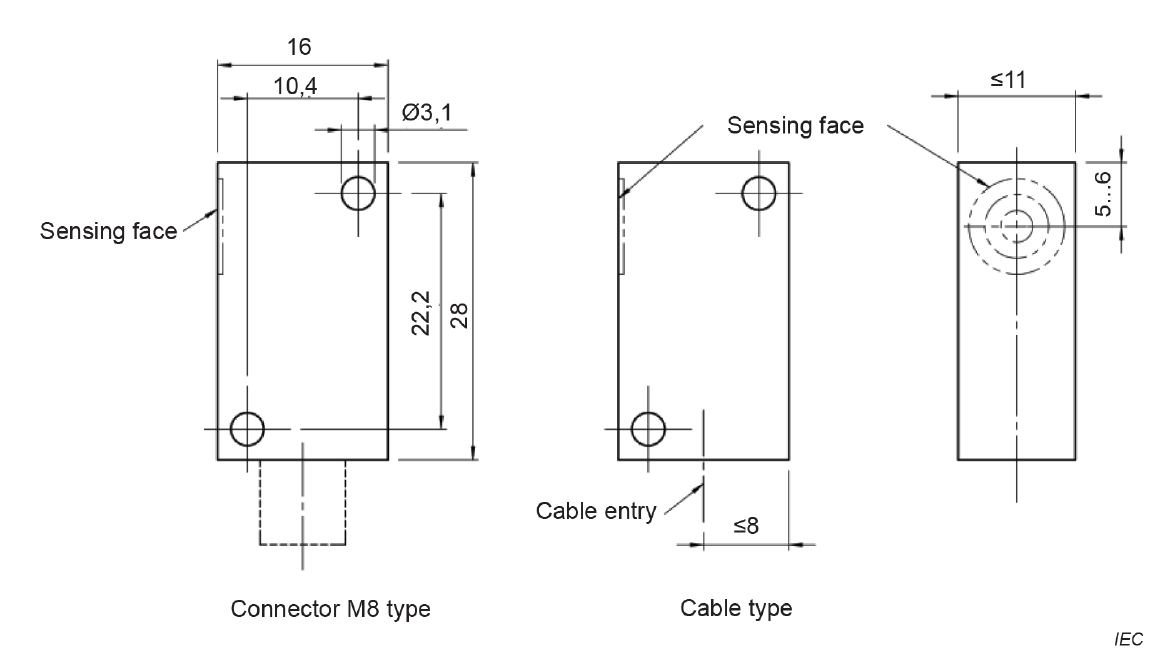 16
10,4
Ø3,1
Sensing face
22,2
28
Connector M8 type
Sensing face
Cable entry
≤8
Cable type
≤11
5...6
IEC